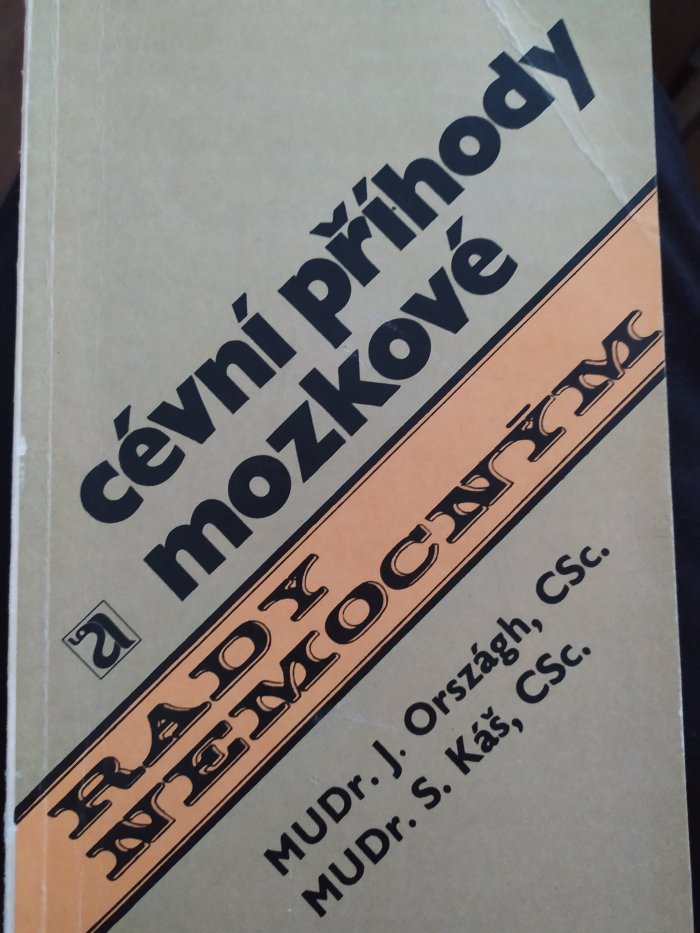 cévní příhody
mozkové
RADY
NEMOCNÝM
MUDr. J. Országh, CSc.
MUDr. S. Káš, CSc.